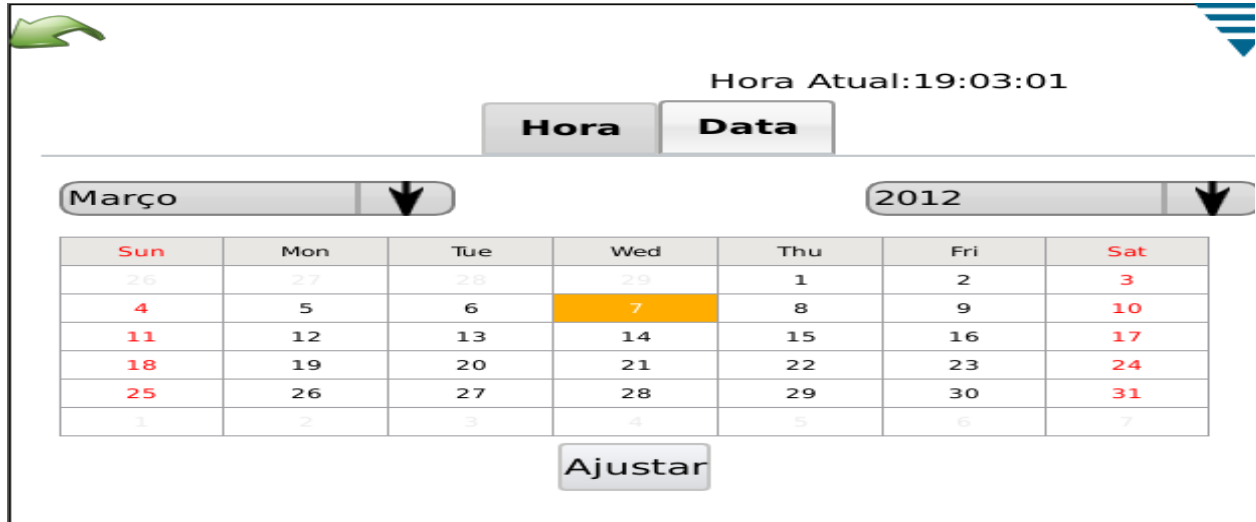 Hora Atual:19:03:01
Hora Data
Março 2012
Sun Mon Tue Wed Thu Fri Sat
26 27 28 29 1 2 3
4 5 6 7 8 9 10
11 12 13 14 15 16 17
18 19 20 21 22 23 24
25 26 27 28 29 30 31
1 2 3 4 5 6 7
Ajustar